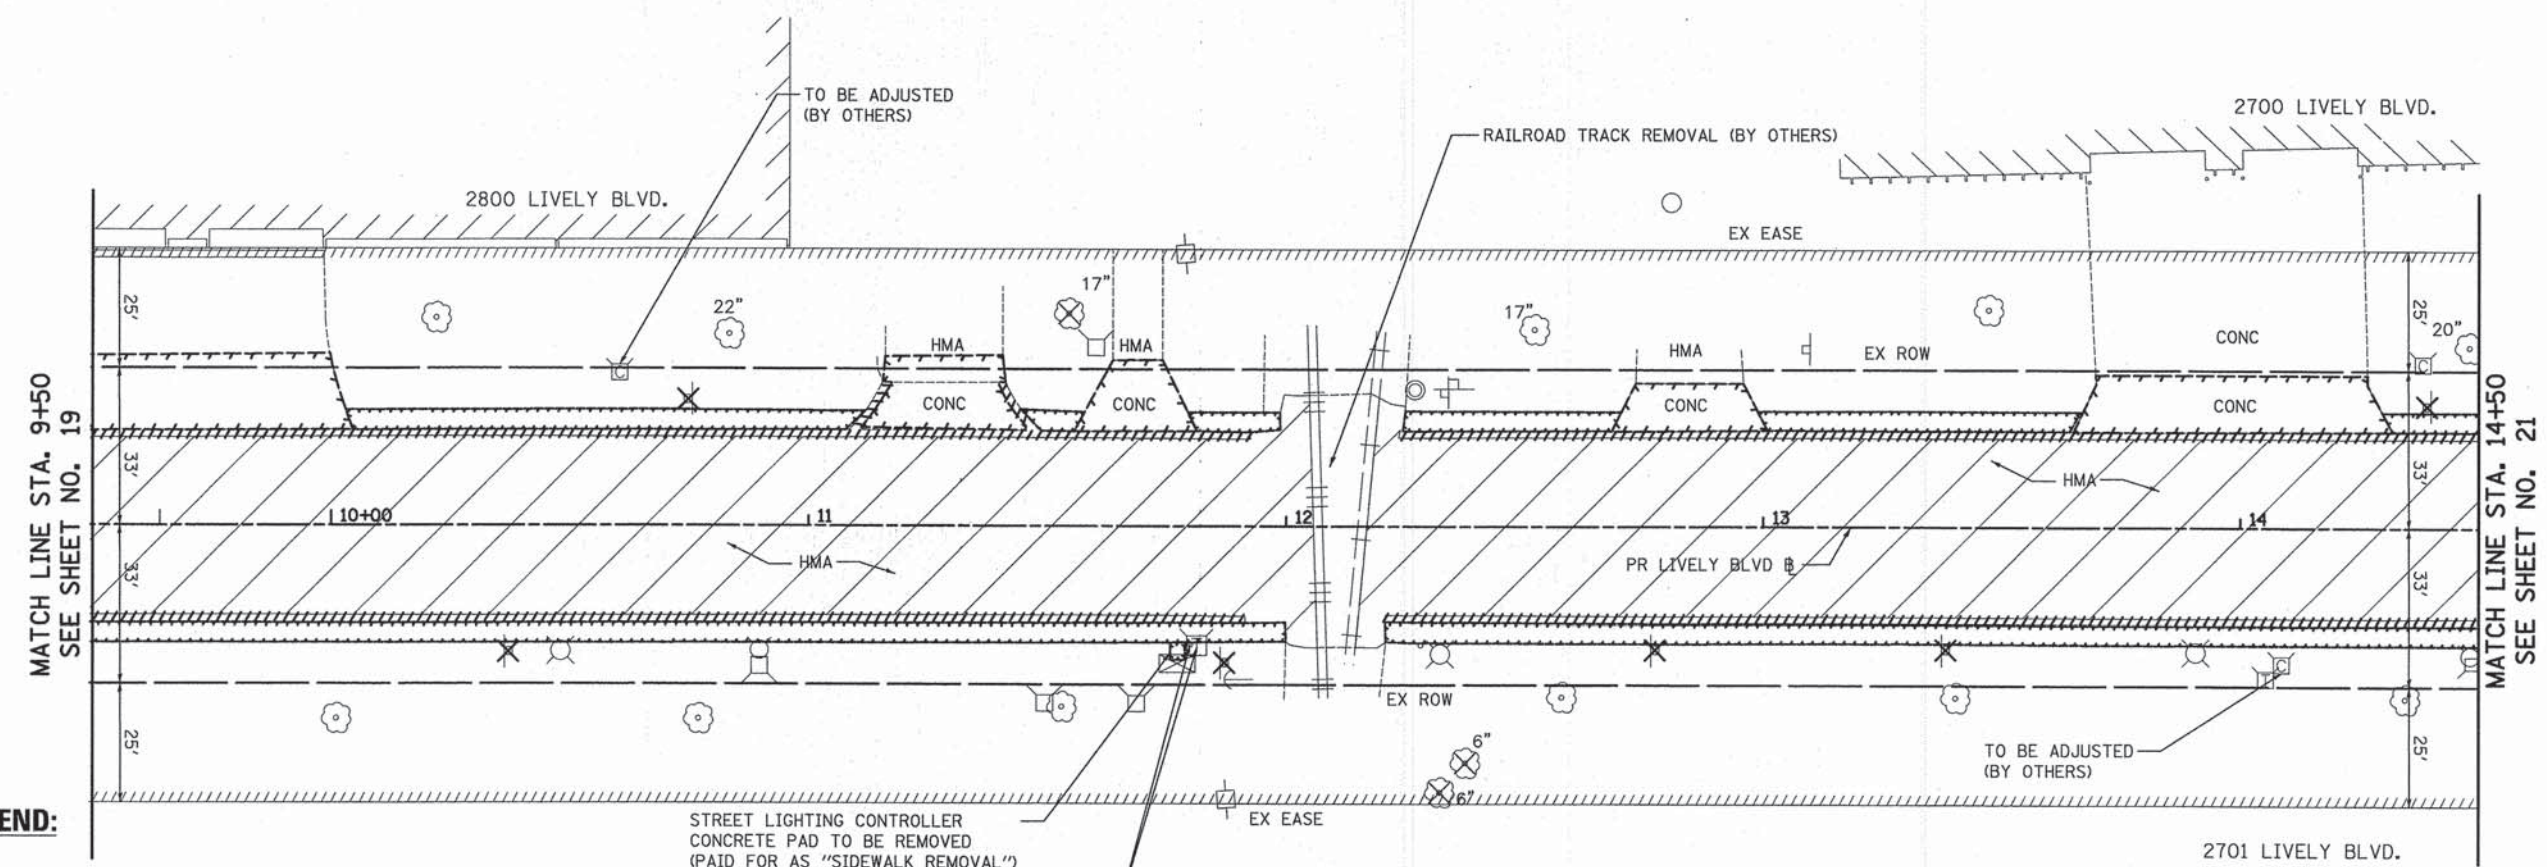 TO BE ADJUSTED
(BY OTHERS)
RAILROAD TRACK REMOVAL (BY OTHERS)
2700 LIVELY BLVD.
2800 LIVELY BLVD.
EX EASE
25'
22"
17"
17"
25'
20"
HMA
HMA
HMA
EX ROW
CONC
C
C
CONC
CONC
CONC
CONC
MATCH LINE STA. 9+50
SEE SHEET NO. 19
MATCH LINE STA. 14+50
SEE SHEET NO. 21
33'
33'
HMA
10+00
11
12
13
14
HMA
PR LIVELY BLVD B
33'
33'
T
C
T
EX ROW
25'
25'
6"
6"
TO BE ADJUSTED
(BY OTHERS)
END:
STREET LIGHTING CONTROLLER
CONCRETE PAD TO BE REMOVED
(PAID FOR AS "SIDEWALK REMOVAL")
EX EASE
2701 LIVELY BLVD.